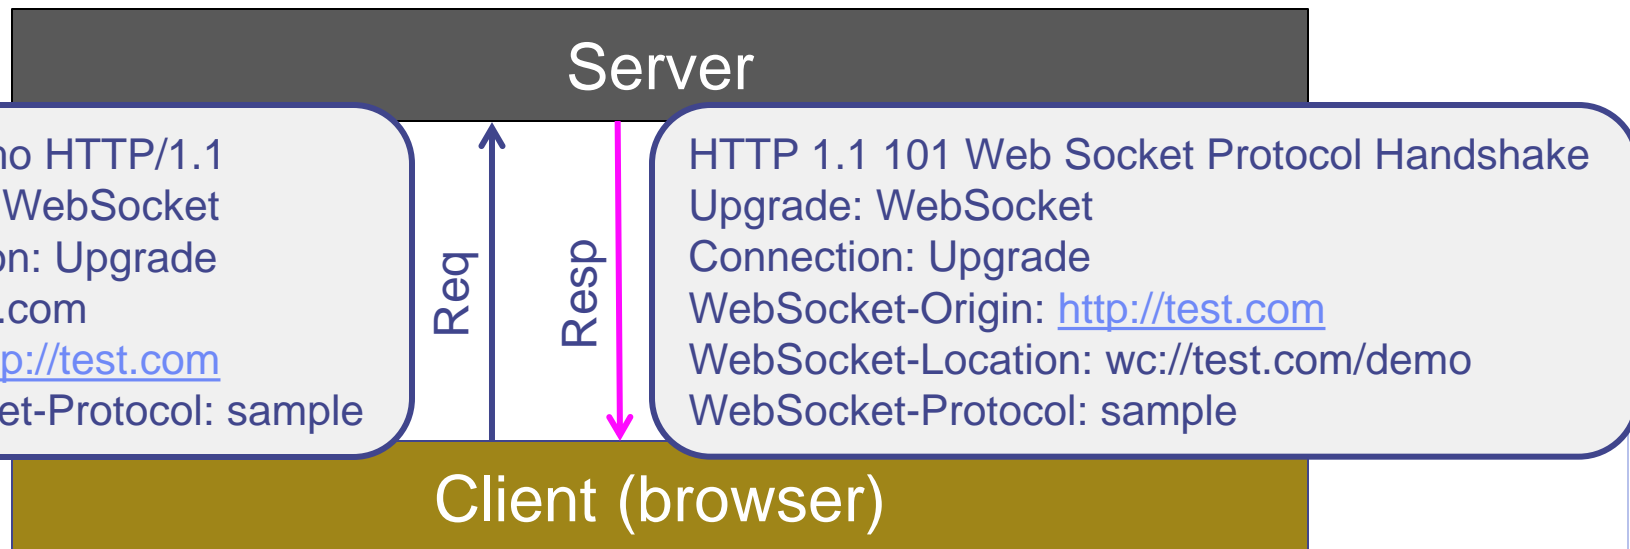 Server
no HTTP/1.1
WebSocket
on: Upgrade
.com
p://test.com
et-Protocol: sample
Req
Resp
HTTP 1.1 101 Web Socket Protocol Handshake
Upgrade: WebSocket
Connection: Upgrade
WebSocket-Origin: http://test.com
WebSocket-Location: wc://test.com/demo
WebSocket-Protocol: sample
Client (browser)